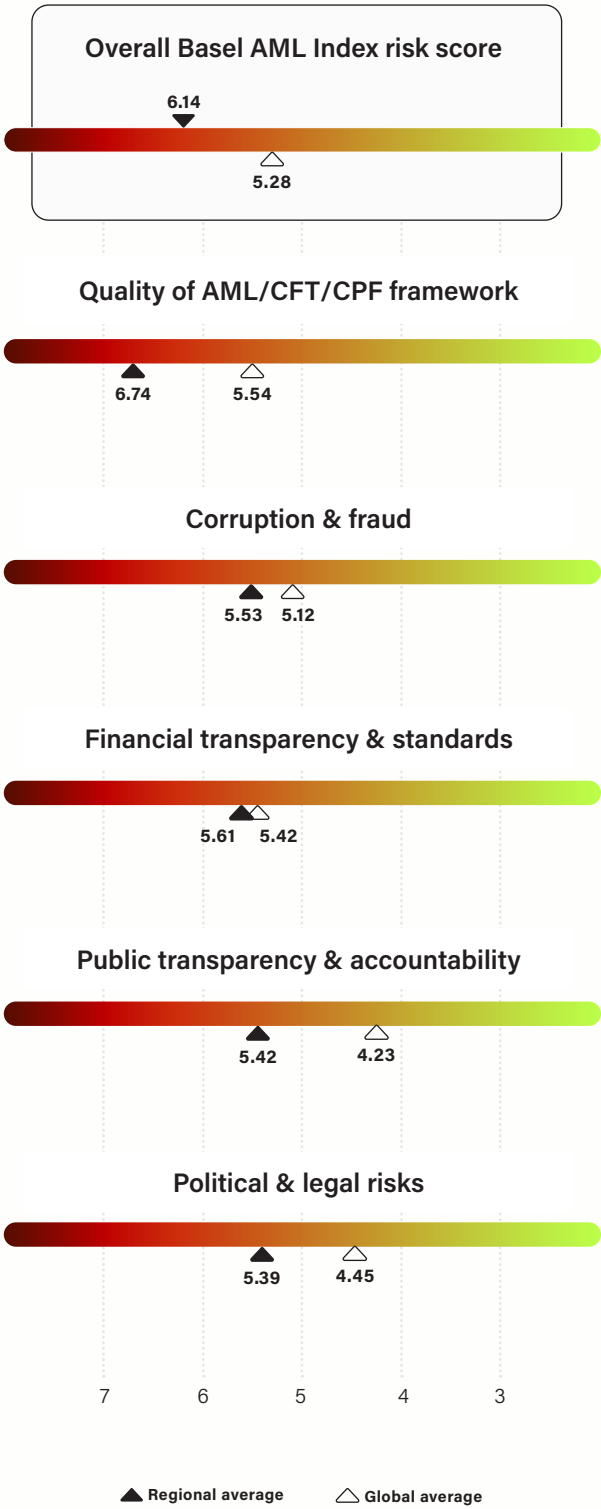 Overall Basel AML Index risk score
6.14
5.28
Quality of AML/CFT/CPF framework
6.74 5.54
Corruption & fraud
5.53 5.12
Financial transparency & standards
5.61 5.42
Public transparency & accountability
5.42 4.23
Political & legal risks
5.39 4.45
7 6 5 4 3
Regional average Global average